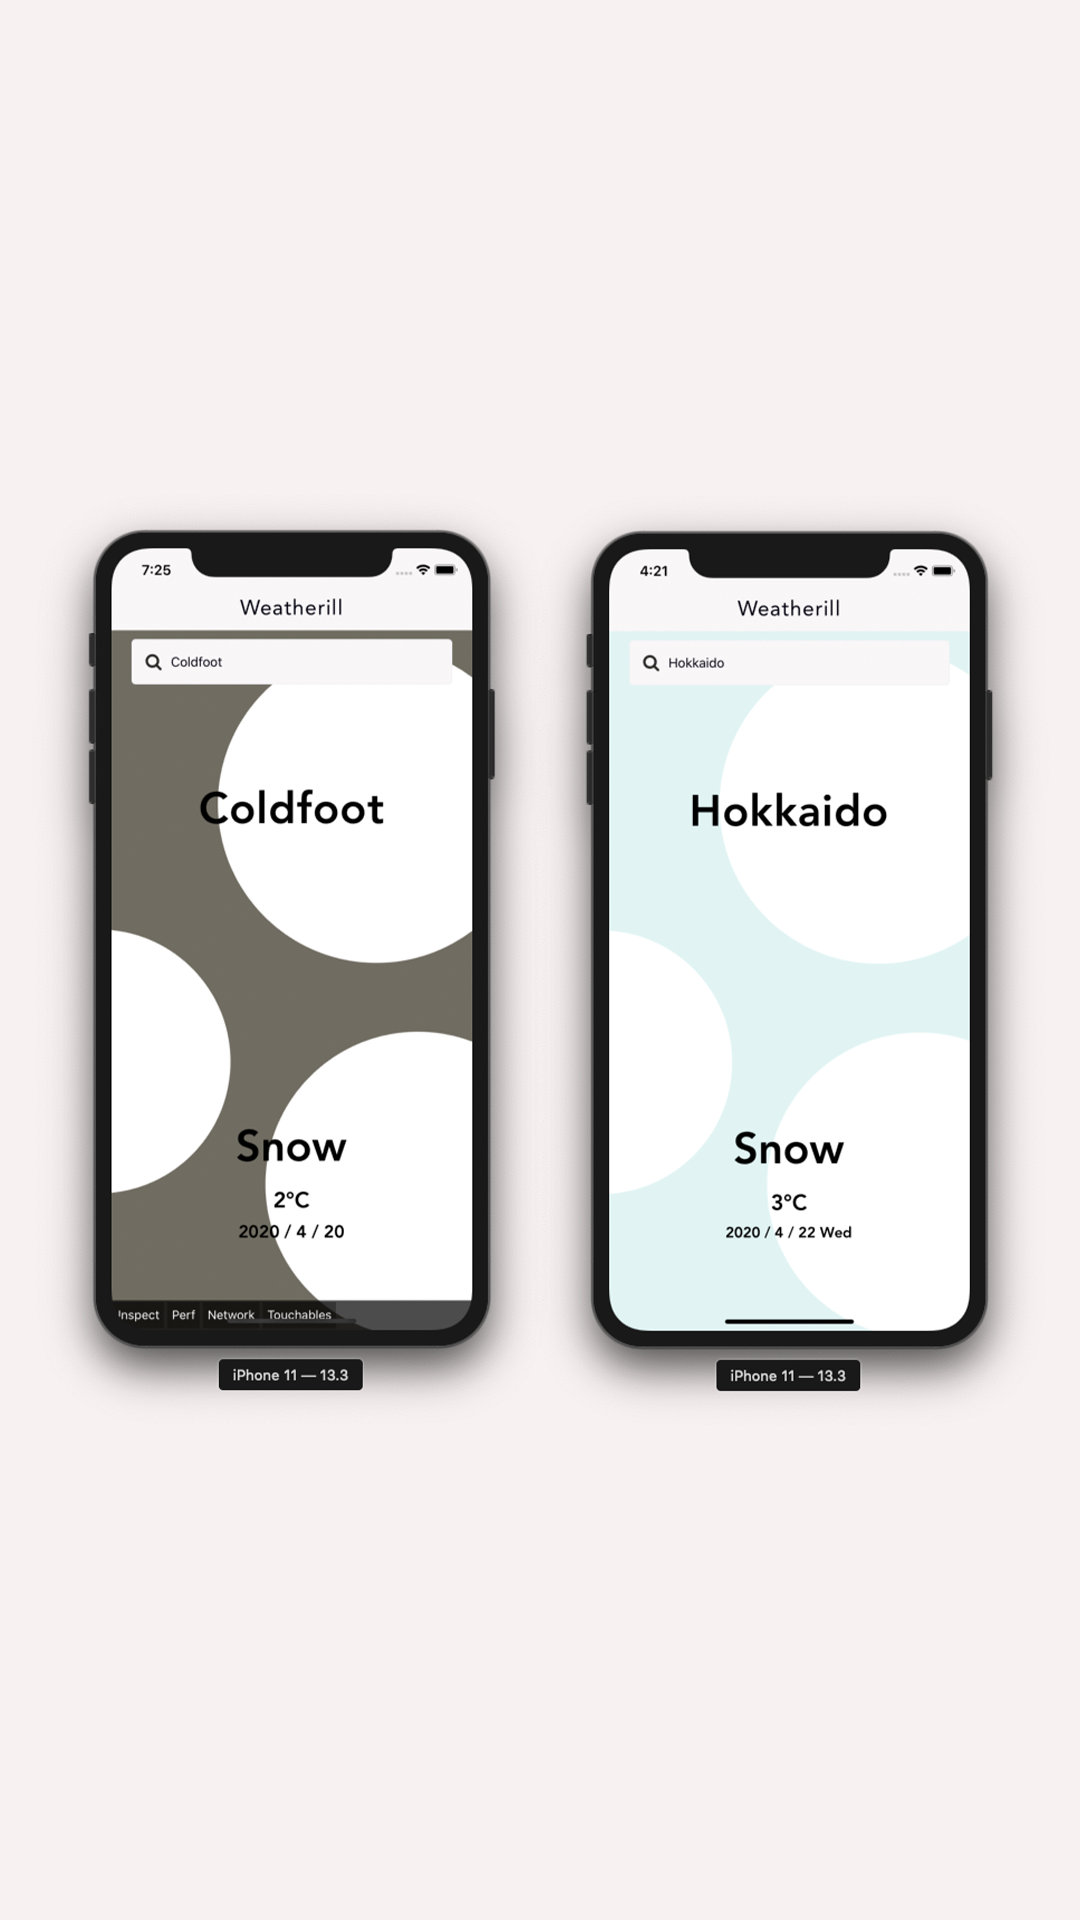 7:25
Weatherill
Coldfoot
Coldfoot
Snow
2°C
2020 / 4 / 20
Inspect Perf Network Touchables
iPhone 11 — 13.3
4:21
Weatherill
Hokkaido
Hokkaido
Snow
3°C
2020 / 4 / 22 Wed
iPhone 11 — 13.3